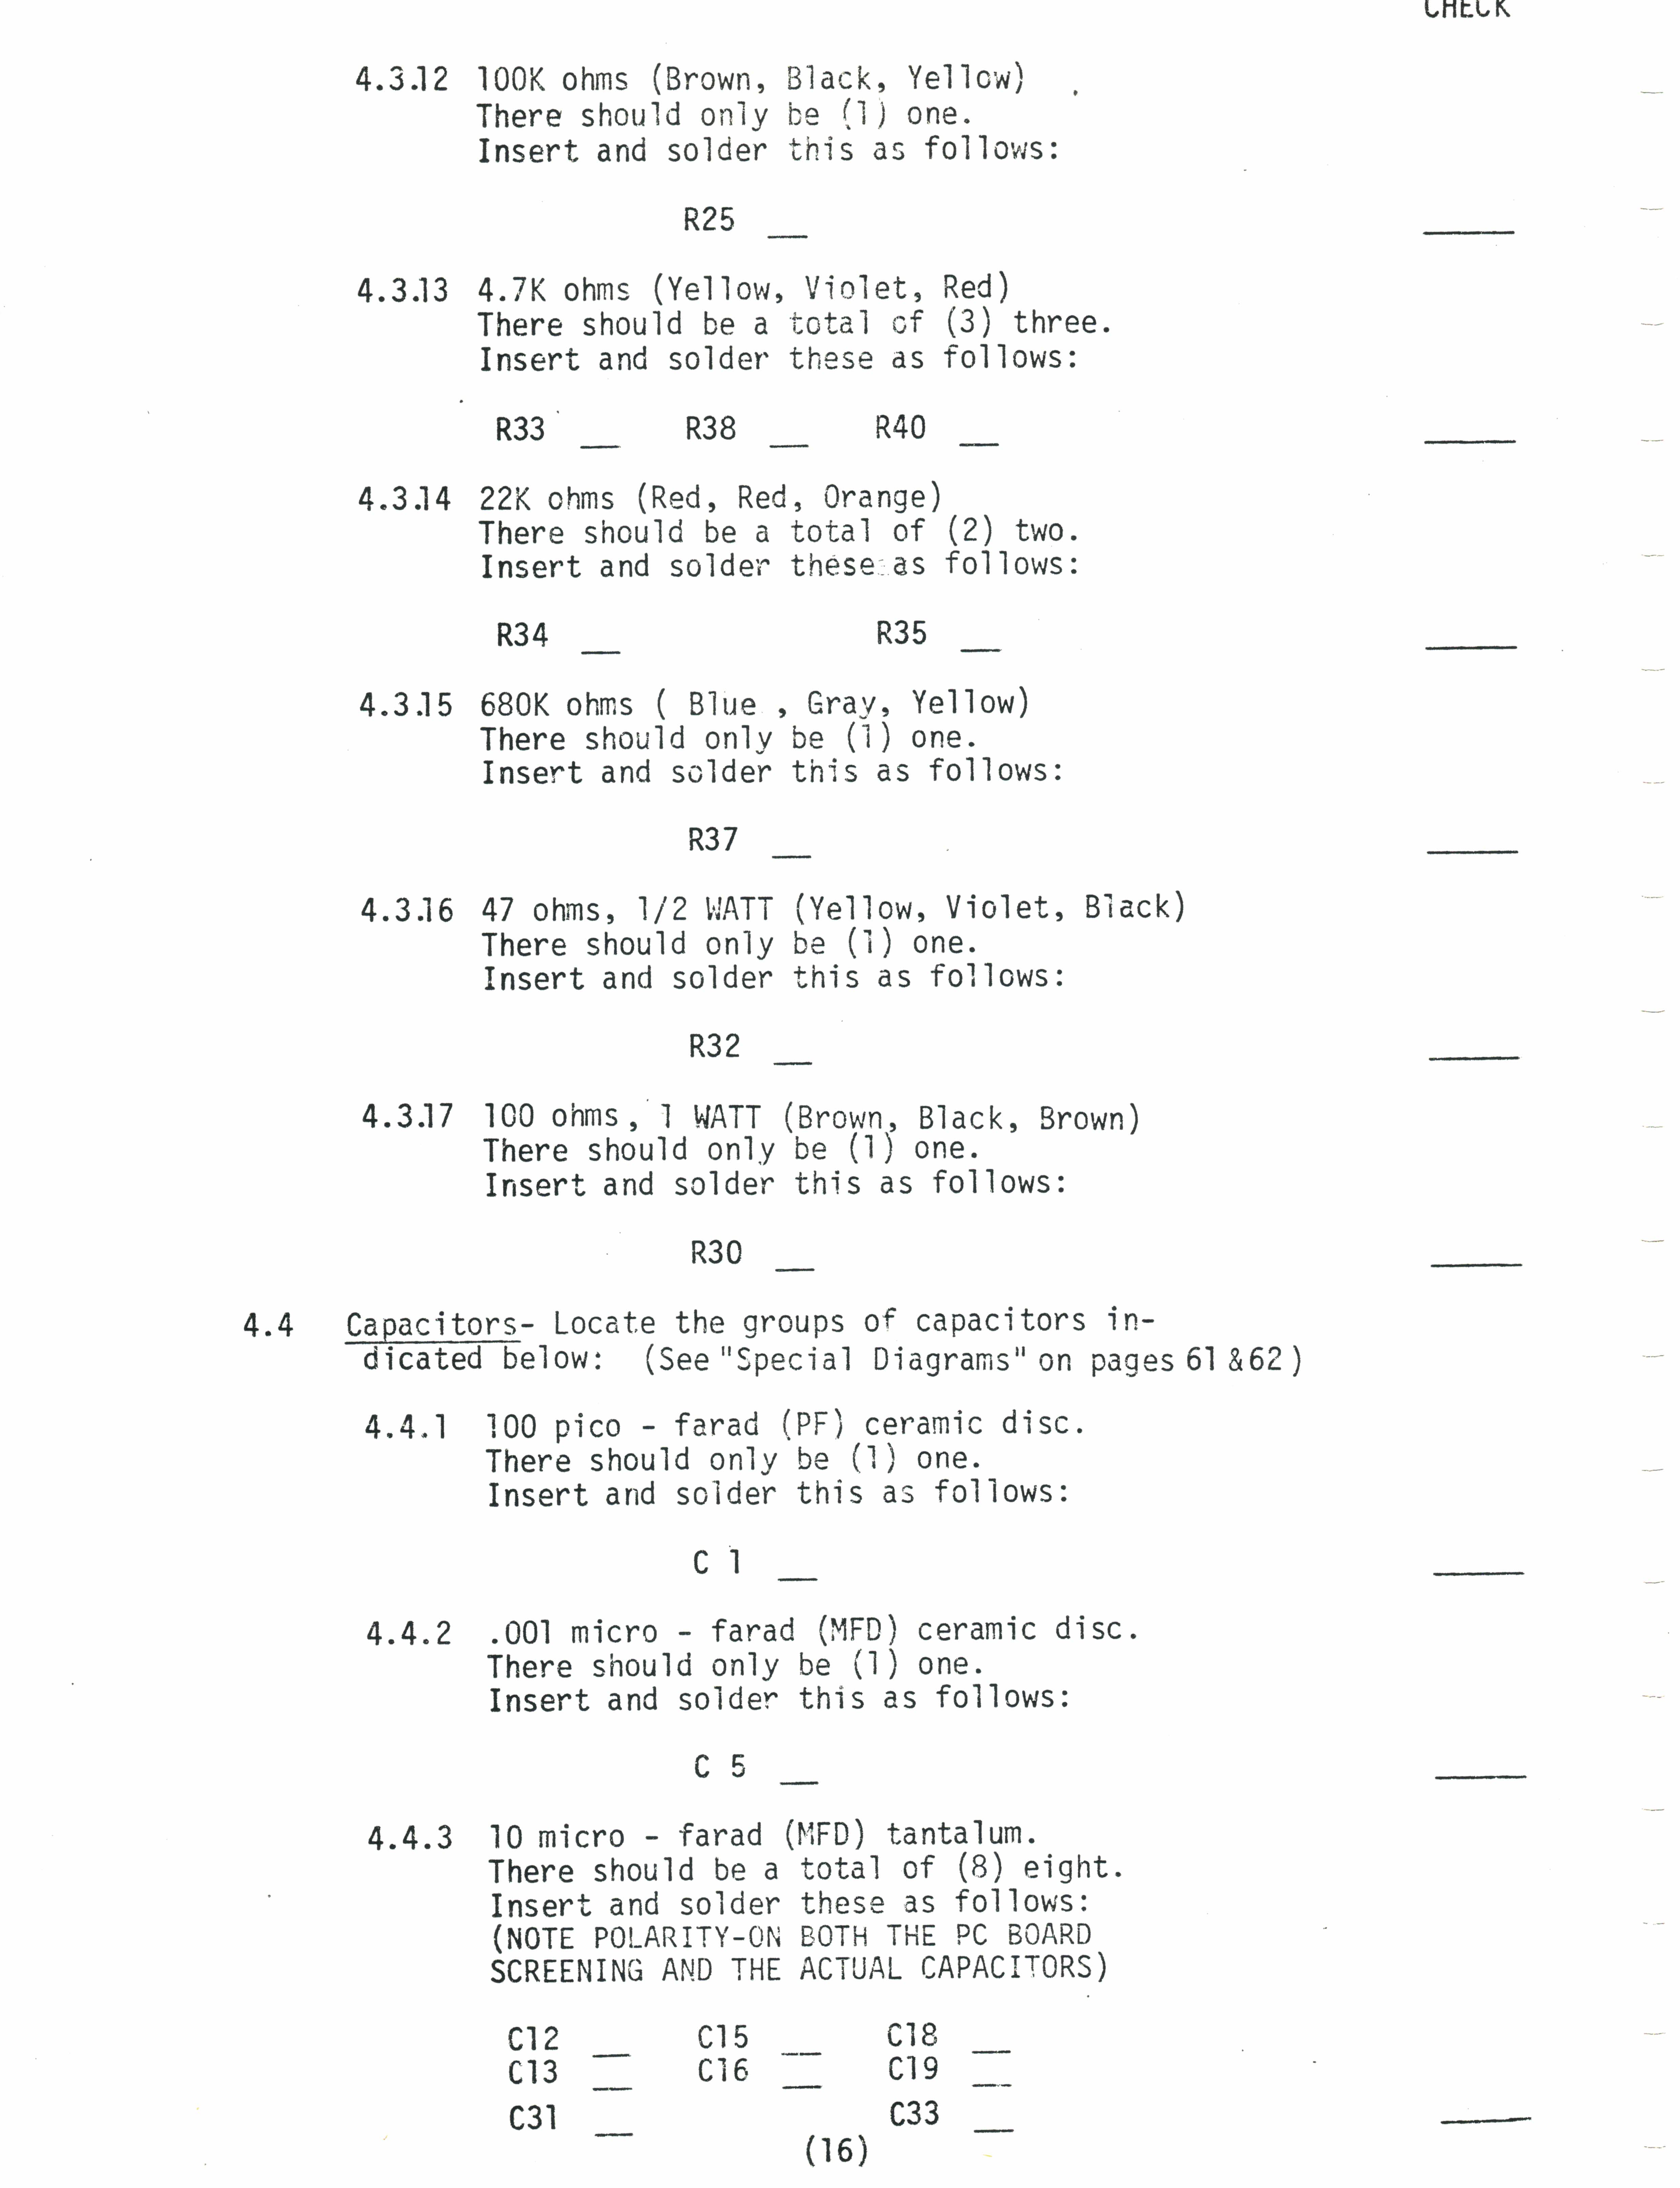 CHECK
4.3.12 100K ohms (Brown, Black, Yellow)
There should only be (1) one.
Insert and solder this as follows:
R25 __ ____
4.3.13 4.7K ohms (Yellow, Violet, Red)
There should be a total of (3) three.
Insert and solder these as follows:
R33 __ R38 __ R40 __ ____
4.3.14 22K ohms (Red, Red, Orange)
There should be a total of (2) two.
Insert and solder these as follows:
R34 __ R35 __ ____
4.3.15 680K ohms ( Blue , Gray, Yellow)
There should only be (1) one.
Insert and solder this as follows:
R37 __ ____
4.3.16 47 ohms, 1/2 WATT (Yellow, Violet, Black)
There should only be (1) one.
Insert and solder this as follows:
R32 __ ____
4.3.17 100 ohms, 1 WATT (Brown, Black, Brown)
There should only be (1) one.
Insert and solder this as follows:
R30 __ ____
4.4 Capacitors- Locate the groups of capacitors in-
dicated below: (See "Special Diagrams" on pages 61 &62)
4.4.1 100 pico - farad (PF) ceramic disc.
There should only be (1) one.
Insert and solder this as follows:
C 1 __ ____
4.4.2 .001 micro - farad (MFD) ceramic disc.
There should only be (1) one.
Insert and solder this as follows:
C 5 __ ____
4.4.3 10 micro - farad (MFD) tantalum.
There should be a total of (8) eight.
Insert and solder these as follows:
(NOTE POLARITY-ON BOTH THE PC BOARD
SCREENING AND THE ACTUAL CAPACITORS)
C12 __ C15 __ C18 __
C13 __ C16 __ C19 __
C31 __ C33 __ ____
(16)